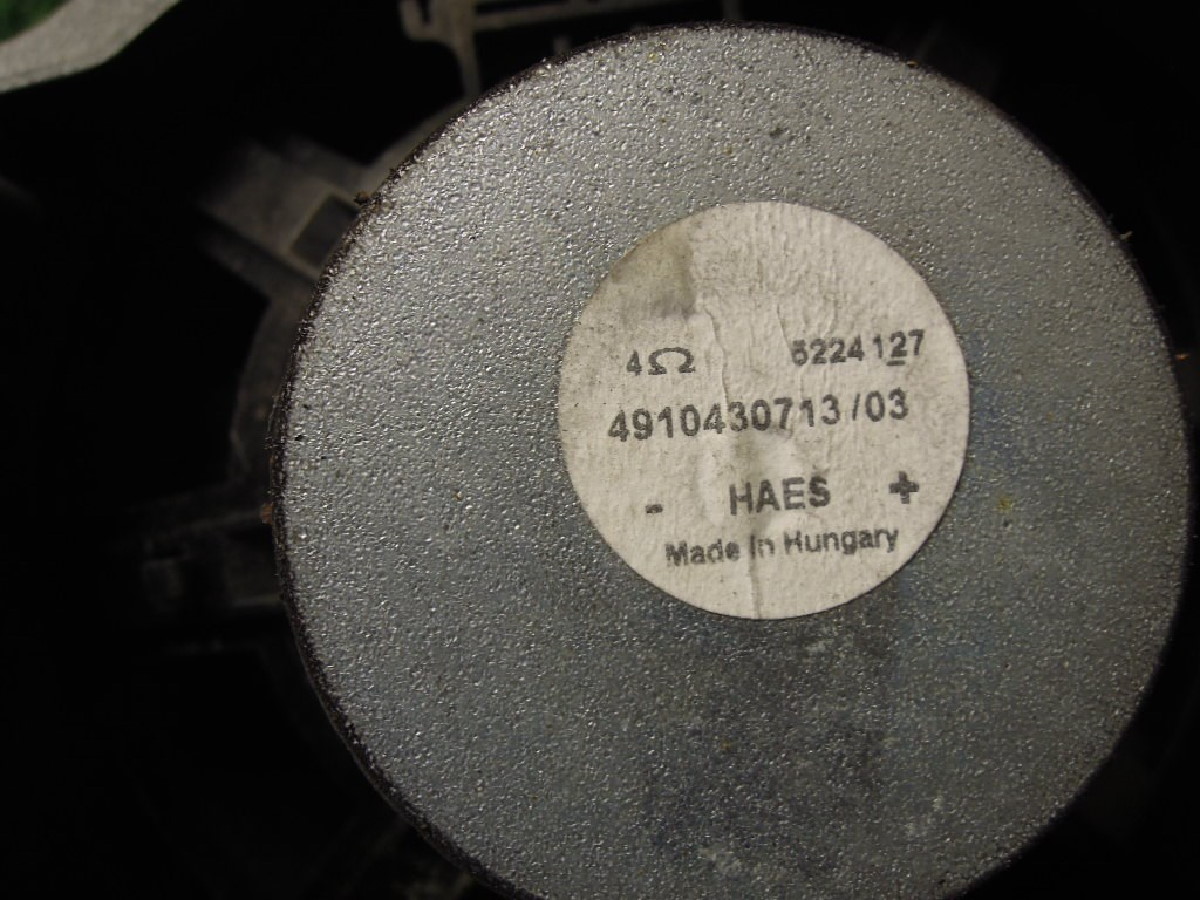 4Ω 5224127
4910430713/03
- HAES +
Made In Hungary